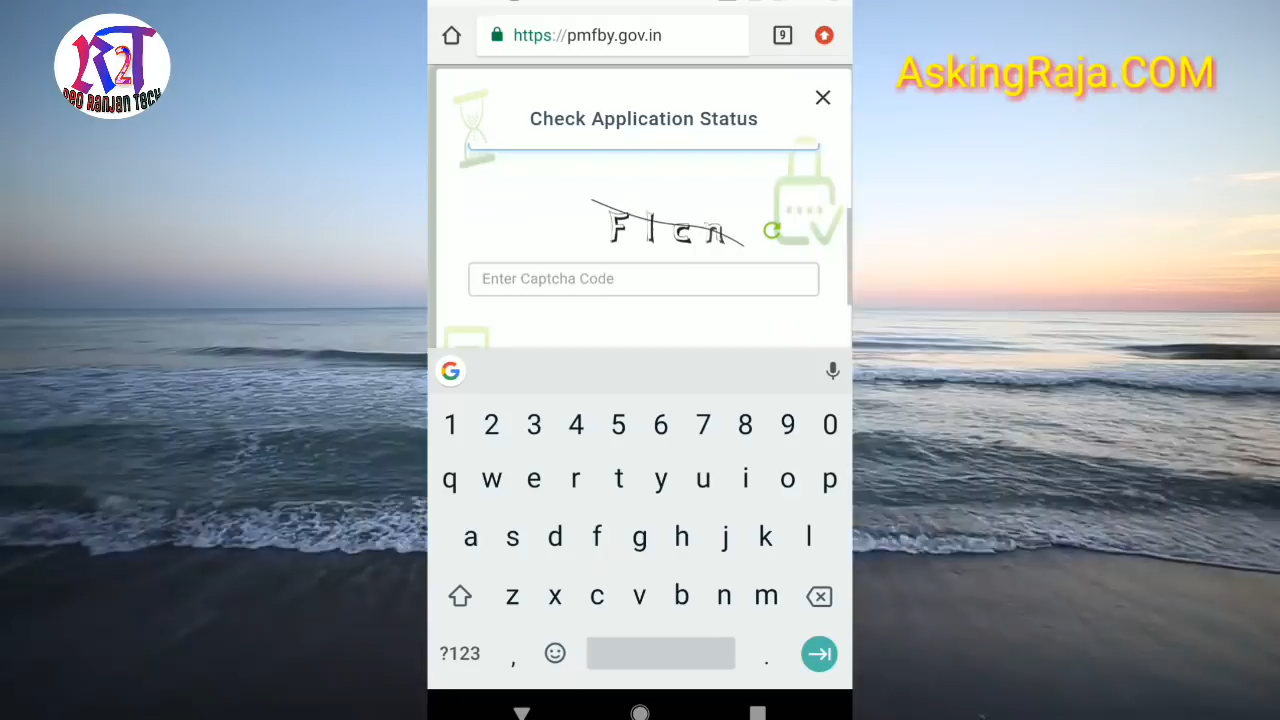 R2T
DEO RANJAN TECH
AskingRaja.COM
https://pmfby.gov.in
9
Check Application Status
Enter Captcha Code
G
1 2 3 4 5 6 7 8 9 0
q w e r t y u i o p
a s d f g h j k l
z x c v b n m
?123 , .